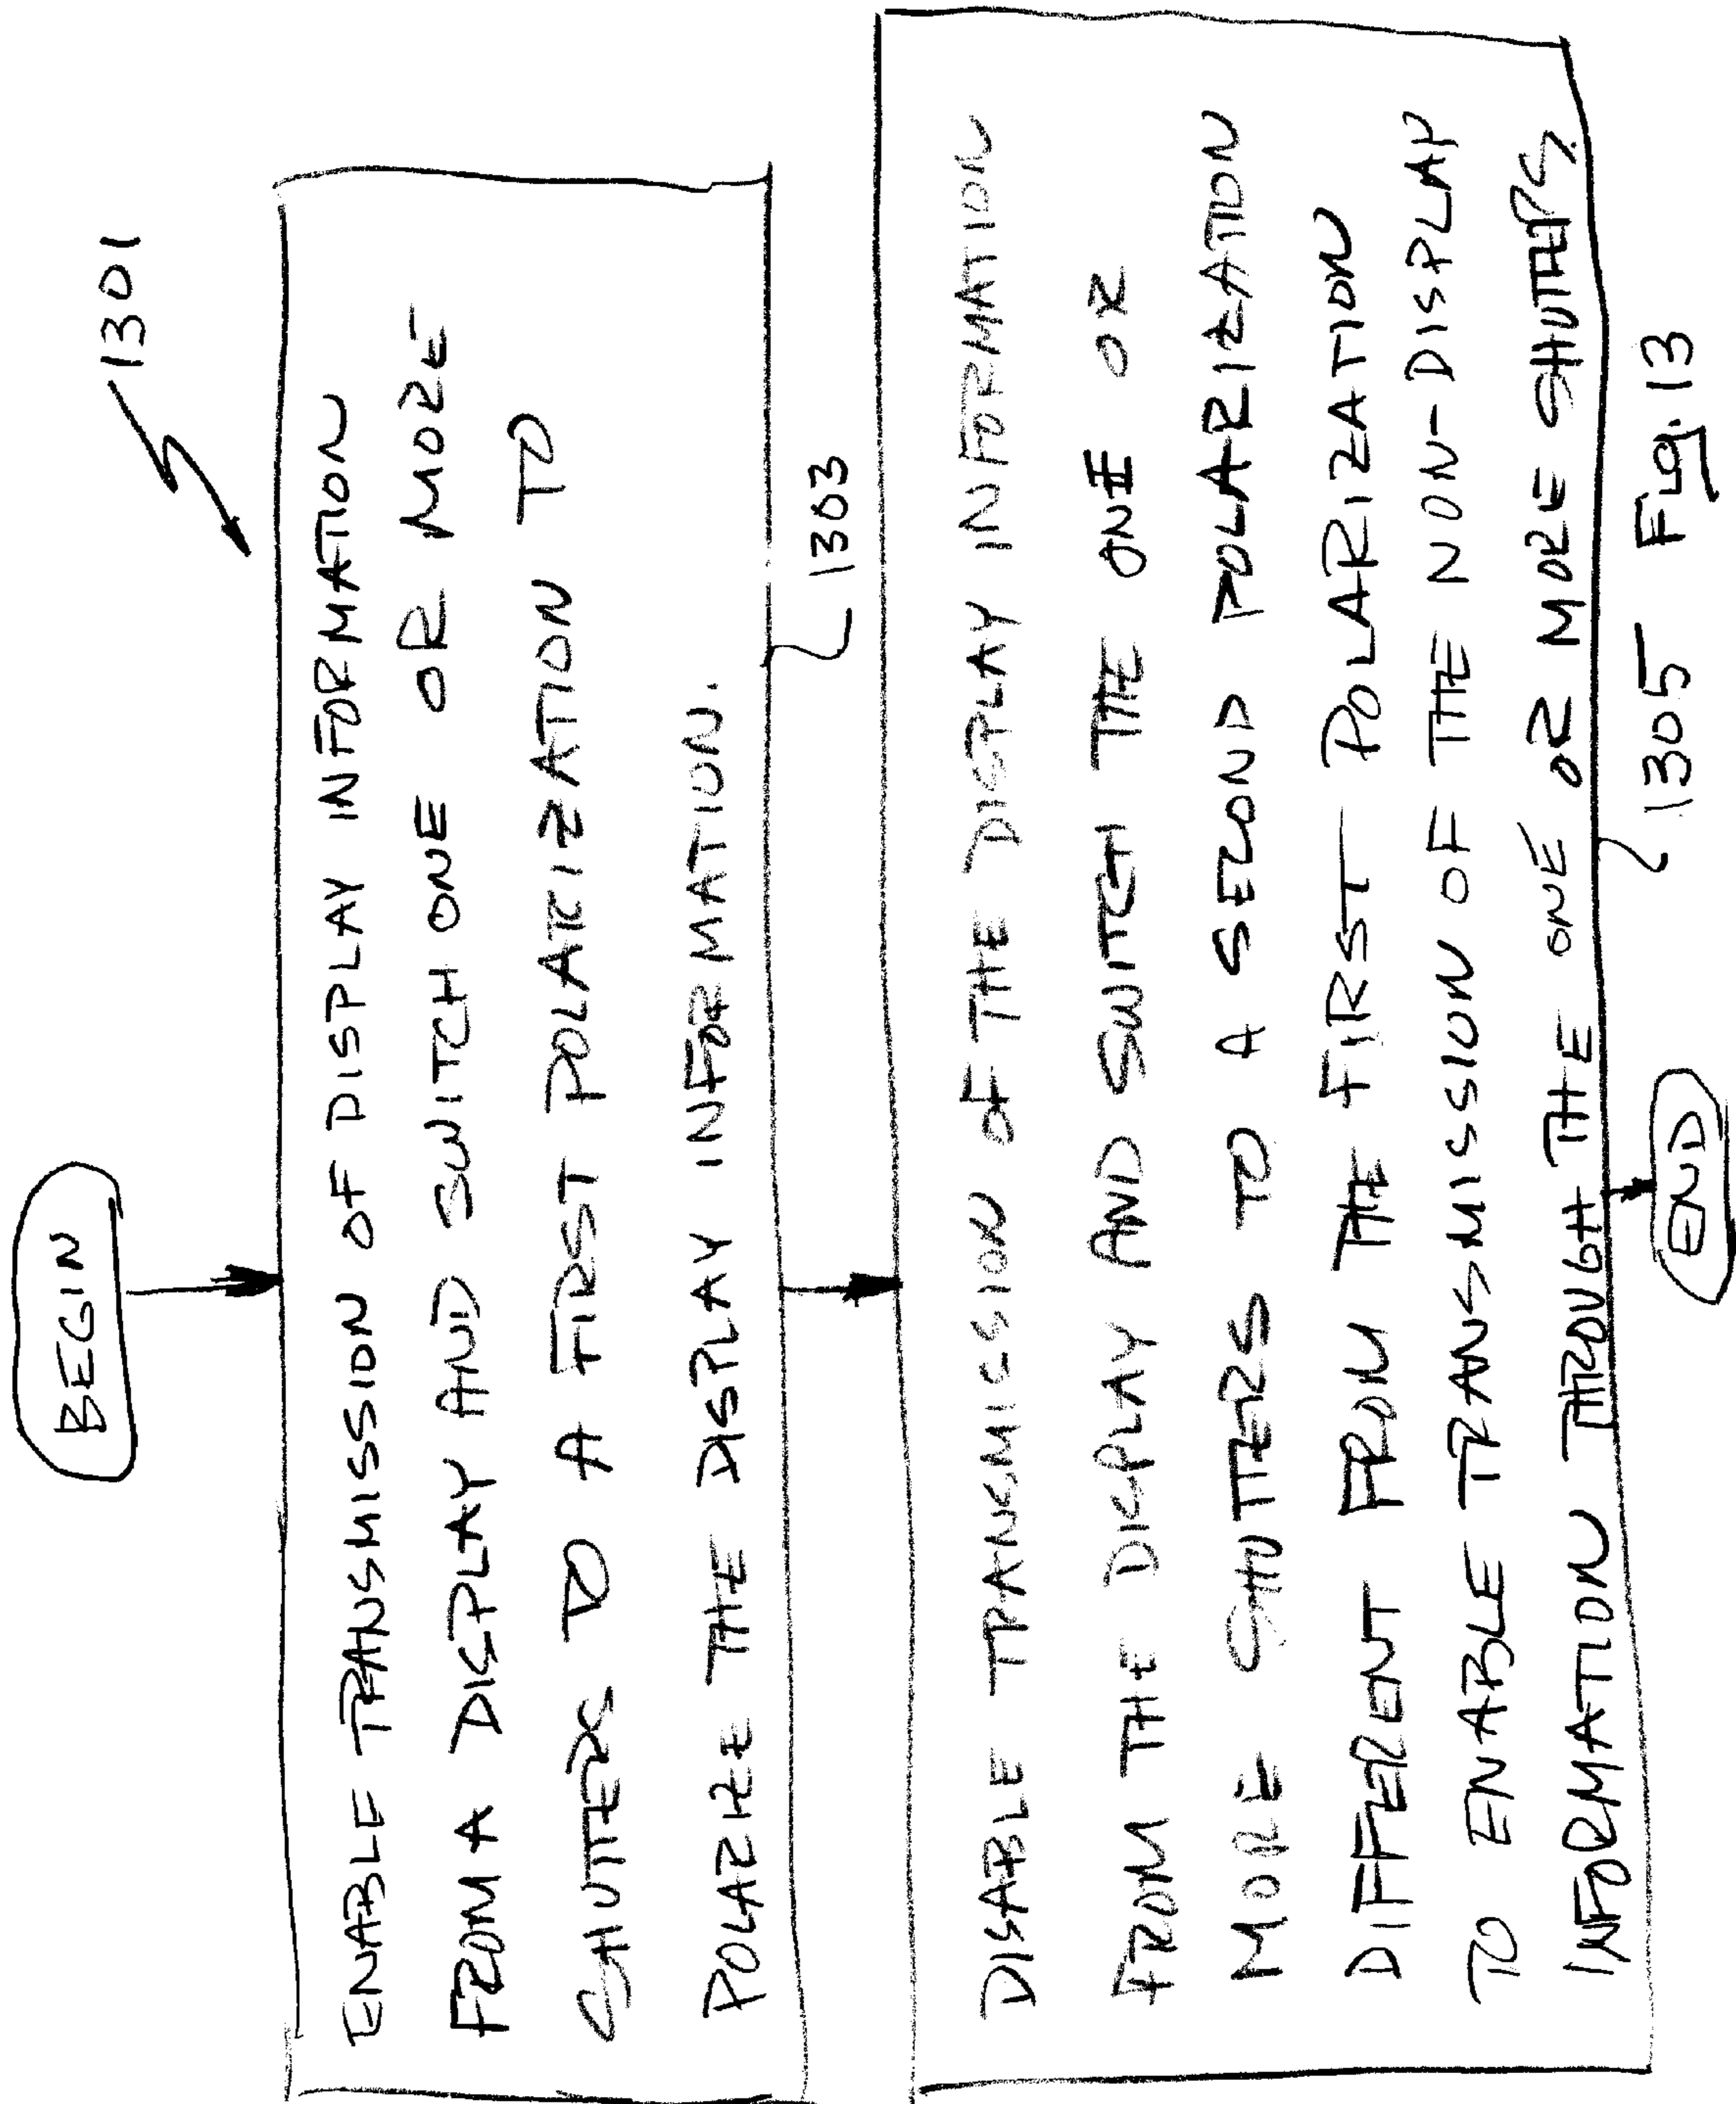 1301
BEGIN
ENABLE TRANSMISSION OF DISPLAY INFORMATION
FROM A DISPLAY AND SWITCH ONE OR MORE
SHUTTERS TO A FIRST POLARIZATION TO
POLARIZE THE DISPLAY INFORMATION.
1303
DISABLE TRANSMISSION OF THE DISPLAY INFORMATION
FROM THE DISPLAY AND SWITCH THE ONE OR
MORE SHUTTERS TO A SECOND POLARIZATION
DIFFERENT FROM THE FIRST POLARIZATION
TO ENABLE TRANSMISSION OF THE NON-DISPLAY
INFORMATION THROUGH THE ONE OR MORE SHUTTERS.
1305
END
Fig. 13